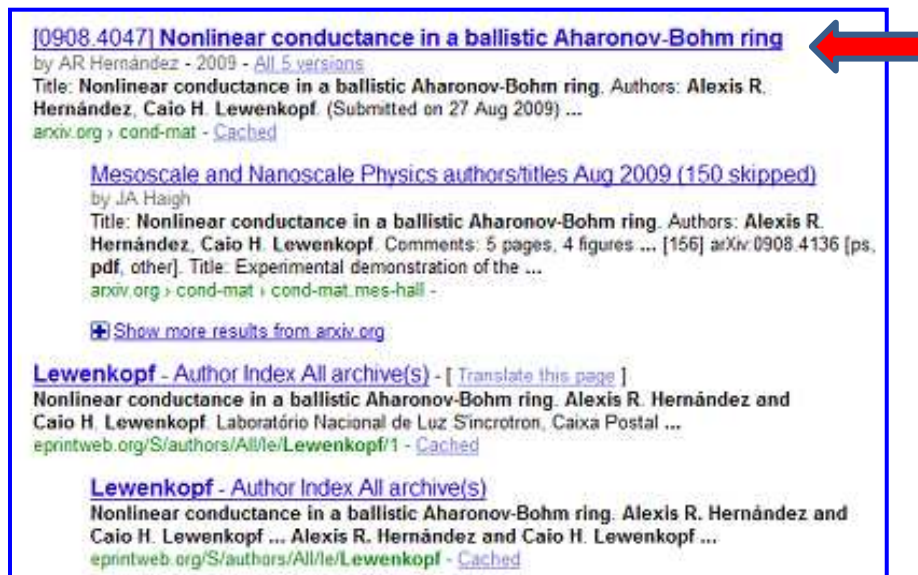 [0908.4047] Nonlinear conductance in a ballistic Aharonov-Bohm ring
by AR Hernández - 2009 - All 5 versions
Title: Nonlinear conductance in a ballistic Aharonov-Bohm ring. Authors: Alexis R.
Hernández, Caio H. Lewenkopf. (Submitted on 27 Aug 2009) ...
arxiv.org › cond-mat - Cached
Mesoscale and Nanoscale Physics authors/titles Aug 2009 (150 skipped)
by JA Haigh
Title: Nonlinear conductance in a ballistic Aharonov-Bohm ring. Authors: Alexis R.
Hernández, Caio H. Lewenkopf. Comments: 5 pages, 4 figures ... [156] arXiv:0908.4136 [ps,
pdf, other]. Title: Experimental demonstration of the ...
arxiv.org › cond-mat › cond-mat.mes-hall -
Show more results from arxiv.org
Lewenkopf - Author Index All archive(s) - [ Translate this page ]
Nonlinear conductance in a ballistic Aharonov-Bohm ring. Alexis R. Hernández and
Caio H. Lewenkopf. Laboratório Nacional de Luz S'incrotron, Caixa Postal ...
eprintweb.org/S/authors/All/le/Lewenkopf/1 - Cached
Lewenkopf - Author Index All archive(s)
Nonlinear conductance in a ballistic Aharonov-Bohm ring. Alexis R. Hernández and
Caio H. Lewenkopf ... Alexis R. Hernández and Caio H. Lewenkopf ...
eprintweb.org/S/authors/All/le/Lewenkopf - Cached